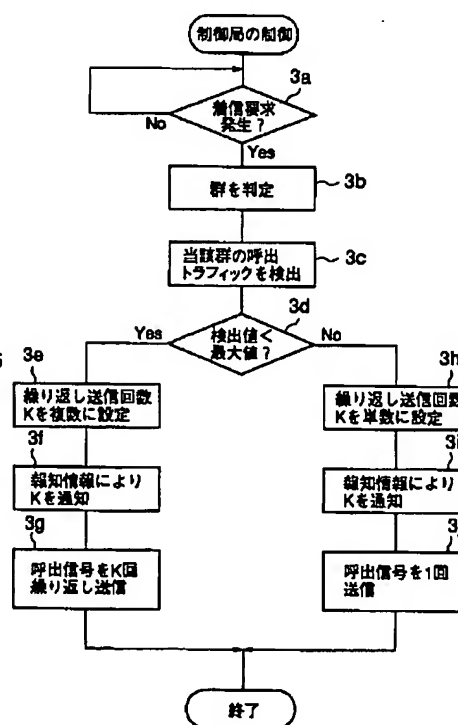 制御局の制御
3a
着信要求
発生？
No
Yes
3b
群を判定
3c
当該群の呼出
トラフィックを検出
3d
検出値く
最大値？
Yes
No
3e
繰り返し送信回数
Kを複数に設定
3f
報知情報により
Kを通知
3g
呼出信号をK回
繰り返し送信
3h
繰り返し送信回数
Kを単数に設定
3i
報知情報により
Kを通知
3
呼出信号を1回
送信
終了